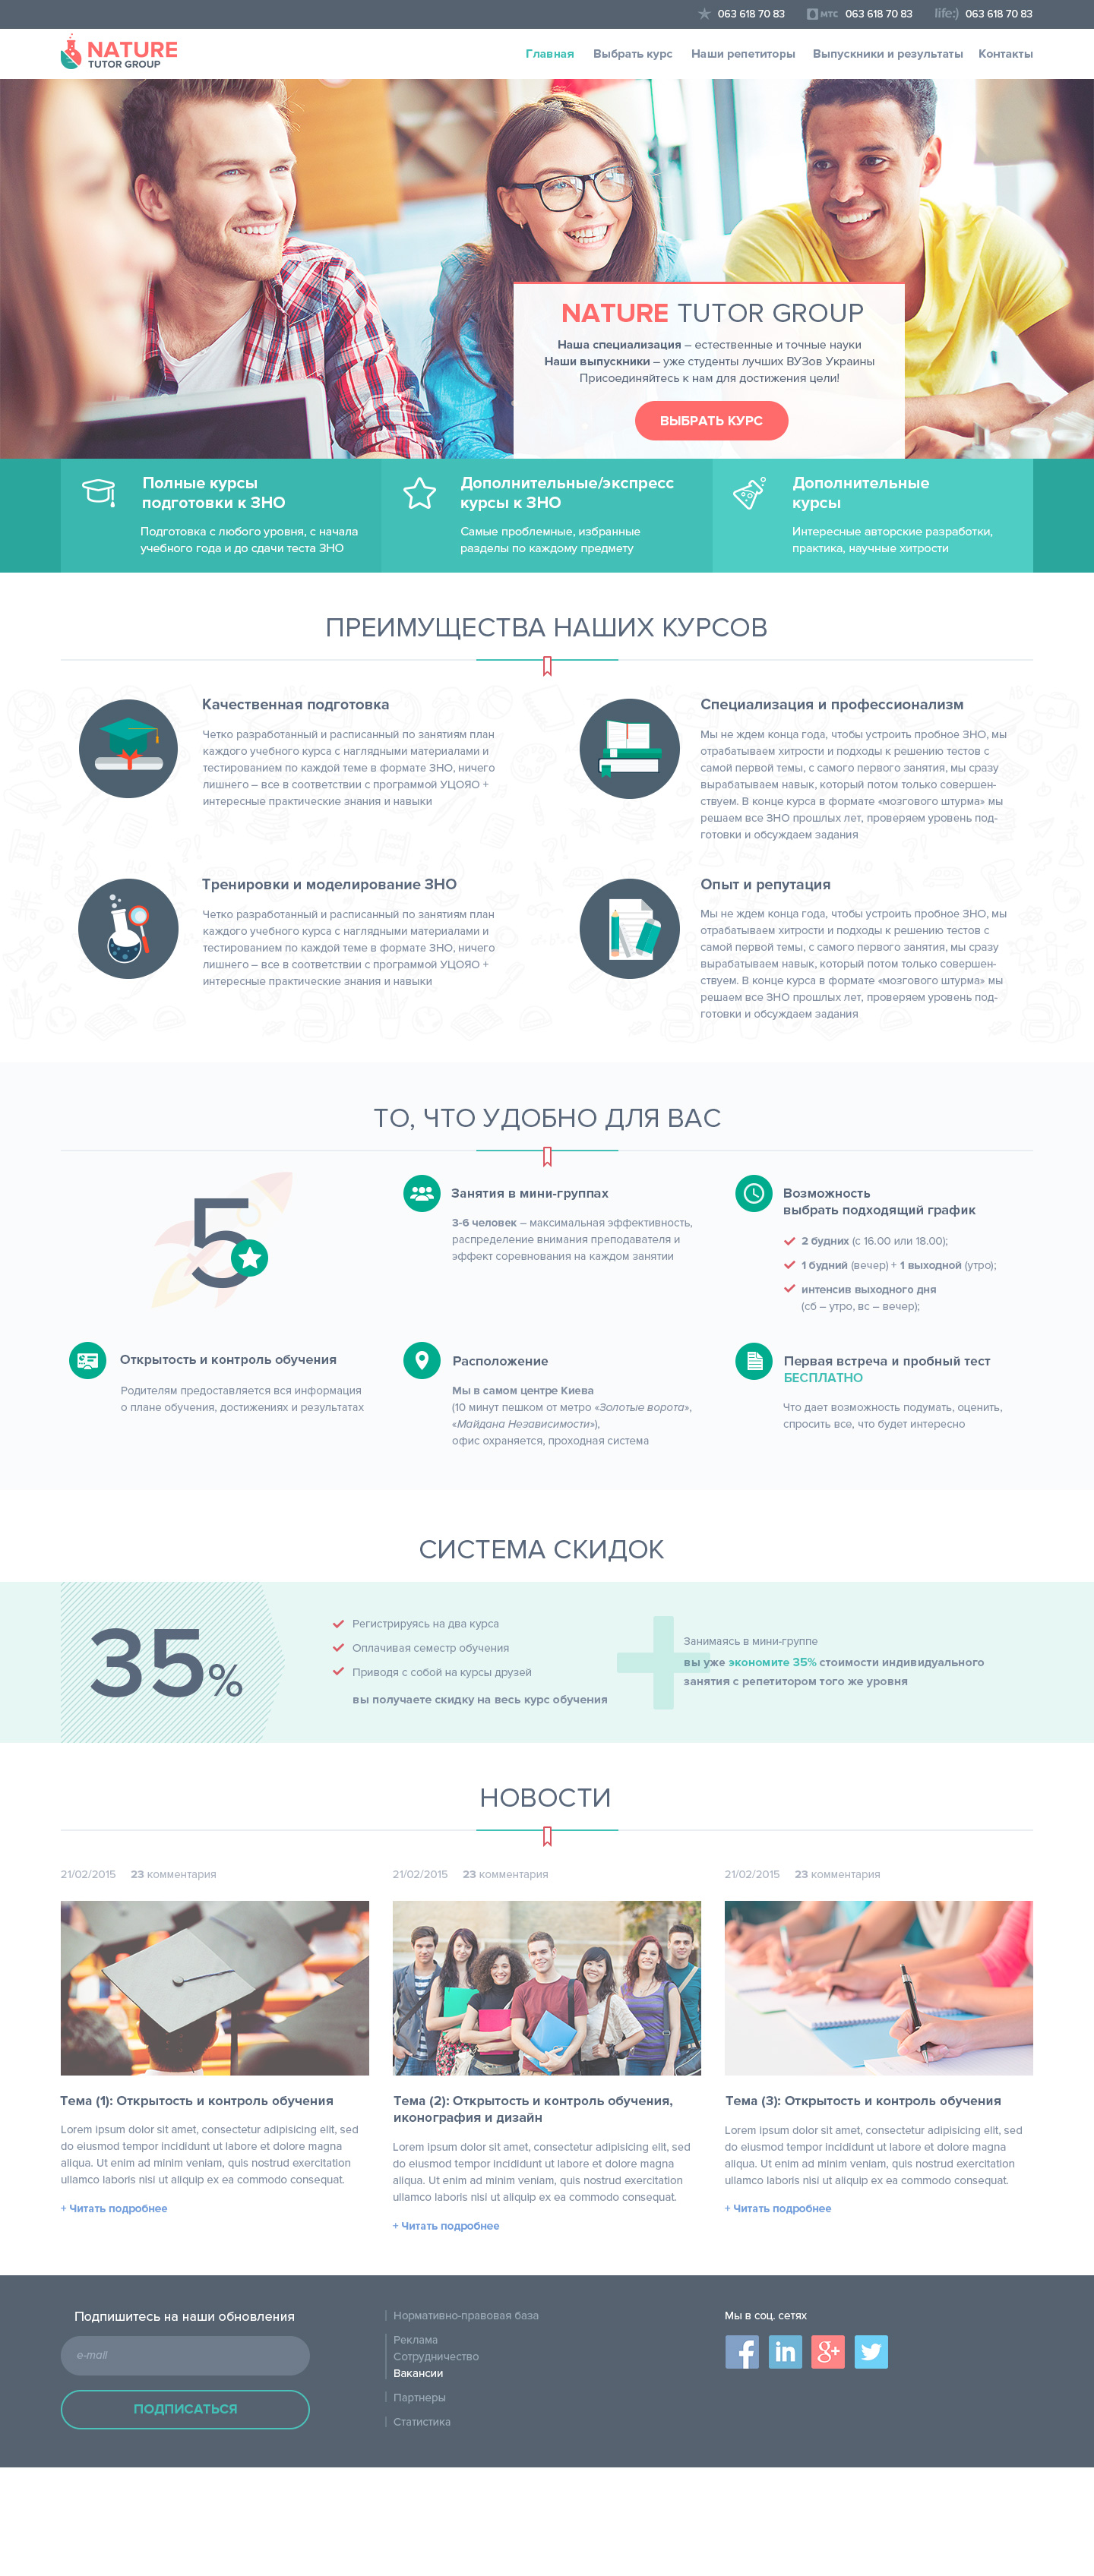 063 618 70 83
МТС 063 618 70 83
life:) 063 618 70 83
NATURE
TUTOR GROUP
Главная Выбрать курс Наши репетиторы Выпускники и результаты Контакты
NATURE TUTOR GROUP
Наша специализация – естественные и точные науки
Наши выпускники – уже студенты лучших ВУЗов Украины
Присоединяйтесь к нам для достижения цели!
ВЫБРАТЬ КУРС
Полные курсы
подготовки к ЗНО
Подготовка с любого уровня, с начала
учебного года и до сдачи теста ЗНО
Дополнительные/экспресс
курсы к ЗНО
Самые проблемные, избранные
разделы по каждому предмету
Дополнительные
курсы
Интересные авторские разработки,
практика, научные хитрости
ПРЕИМУЩЕСТВА НАШИХ КУРСОВ
Качественная подготовка
Четко разработанный и расписанный по занятиям план
каждого учебного курса с наглядными материалами и
тестированием по каждой теме в формате ЗНО, ничего
лишнего – все в соответствии с программой УЦОЯО +
интересные практические знания и навыки
Специализация и профессионализм
Мы не ждем конца года, чтобы устроить пробное ЗНО, мы
отрабатываем хитрости и подходы к решению тестов с
самой первой темы, с самого первого занятия, мы сразу
вырабатываем навык, который потом только совершен-
ствуем. В конце курса в формате «мозгового штурма» мы
решаем все ЗНО прошлых лет, проверяем уровень под-
готовки и обсуждаем задания
Тренировки и моделирование ЗНО
Четко разработанный и расписанный по занятиям план
каждого учебного курса с наглядными материалами и
тестированием по каждой теме в формате ЗНО, ничего
лишнего – все в соответствии с программой УЦОЯО +
интересные практические знания и навыки
Опыт и репутация
Мы не ждем конца года, чтобы устроить пробное ЗНО, мы
отрабатываем хитрости и подходы к решению тестов с
самой первой темы, с самого первого занятия, мы сразу
вырабатываем навык, который потом только совершен-
ствуем. В конце курса в формате «мозгового штурма» мы
решаем все ЗНО прошлых лет, проверяем уровень под-
готовки и обсуждаем задания
ТО, ЧТО УДОБНО ДЛЯ ВАС
5
Занятия в мини-группах
3-6 человек – максимальная эффективность,
распределение внимания преподавателя и
эффект соревнования на каждом занятии
Возможность
выбрать подходящий график
2 будних (с 16.00 или 18.00);
1 будний (вечер) + 1 выходной (утро);
интенсив выходного дня
(сб – утро, вс – вечер);
Открытость и контроль обучения
Родителям предоставляется вся информация
о плане обучения, достижениях и результатах
Расположение
Мы в самом центре Киева
(10 минут пешком от метро «Золотые ворота»,
«Майдана Независимости»),
офис охраняется, проходная система
Первая встреча и пробный тест
БЕСПЛАТНО
Что дает возможность подумать, оценить,
спросить все, что будет интересно
СИСТЕМА СКИДОК
35%
Регистрируясь на два курса
Оплачивая семестр обучения
Приводя с собой на курсы друзей
вы получаете скидку на весь курс обучения
Занимаясь в мини-группе
вы уже экономите 35% стоимости индивидуального
занятия с репетитором того же уровня
НОВОСТИ
21/02/2015 23 комментария
Тема (1): Открытость и контроль обучения
Lorem ipsum dolor sit amet, consectetur adipisicing elit, sed
do eiusmod tempor incididunt ut labore et dolore magna
aliqua. Ut enim ad minim veniam, quis nostrud exercitation
ullamco laboris nisi ut aliquip ex ea commodo consequat.
+ Читать подробнее
21/02/2015 23 комментария
Тема (2): Открытость и контроль обучения,
иконография и дизайн
Lorem ipsum dolor sit amet, consectetur adipisicing elit, sed
do eiusmod tempor incididunt ut labore et dolore magna
aliqua. Ut enim ad minim veniam, quis nostrud exercitation
ullamco laboris nisi ut aliquip ex ea commodo consequat.
+ Читать подробнее
21/02/2015 23 комментария
Тема (3): Открытость и контроль обучения
Lorem ipsum dolor sit amet, consectetur adipisicing elit, sed
do eiusmod tempor incididunt ut labore et dolore magna
aliqua. Ut enim ad minim veniam, quis nostrud exercitation
ullamco laboris nisi ut aliquip ex ea commodo consequat.
+ Читать подробнее
Подпишитесь на наши обновления
e-mail
ПОДПИСАТЬСЯ
Нормативно-правовая база
Реклама
Сотрудничество
Вакансии
Партнеры
Статистика
Мы в соц. сетях
f in g+